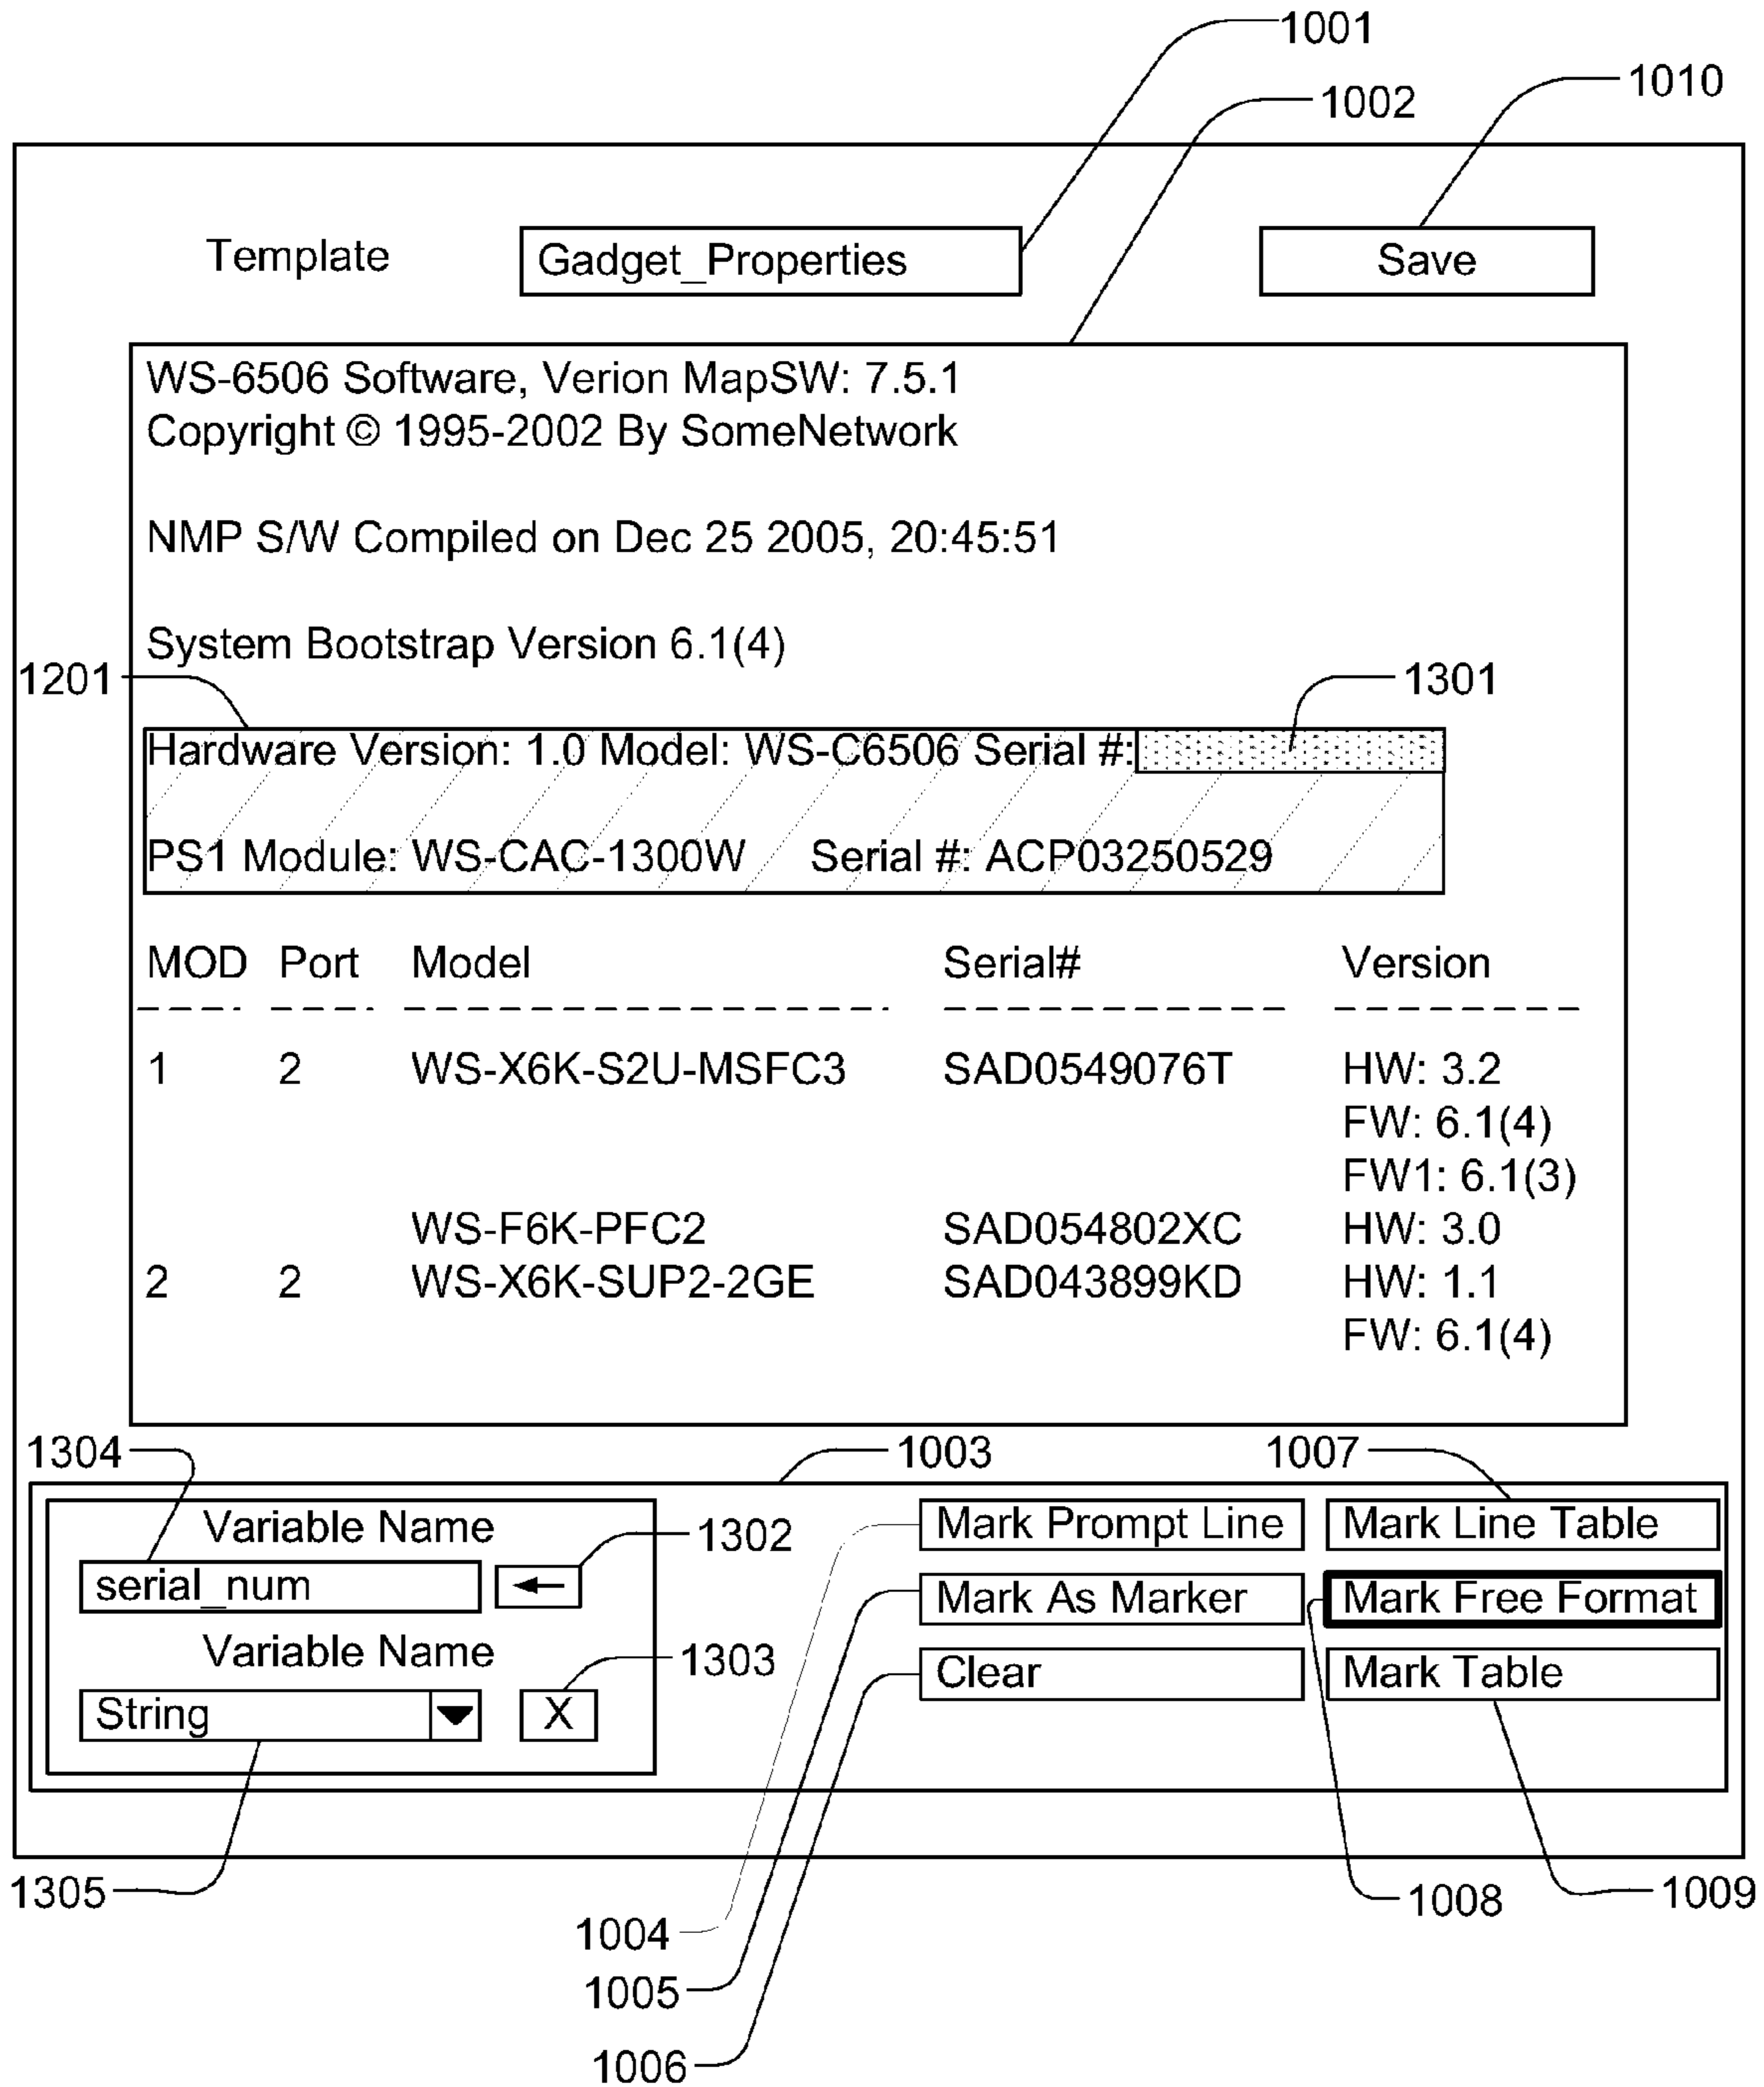 1001
1010
1002
Template Gadget_Properties Save
WS-6506 Software, Verion MapSW: 7.5.1
Copyright © 1995-2002 By SomeNetwork
NMP S/W Compiled on Dec 25 2005, 20:45:51
System Bootstrap Version 6.1(4)
1201 1301
Hardware Version: 1.0 Model: WS-C6506 Serial #:
PS1 Module: WS-CAC-1300W Serial #: ACP03250529
MOD Port Model Serial# Version
1 2 WS-X6K-S2U-MSFC3 SAD0549076T HW: 3.2
FW: 6.1(4)
FW1: 6.1(3)
WS-F6K-PFC2 SAD054802XC HW: 3.0
2 2 WS-X6K-SUP2-2GE SAD043899KD HW: 1.1
FW: 6.1(4)
1304 1003 1007
Variable Name Mark Prompt Line Mark Line Table
1302
serial_num Mark As Marker Mark Free Format
Variable Name 1303 Clear Mark Table
String X
1305 1008 1009
1004
1005
1006